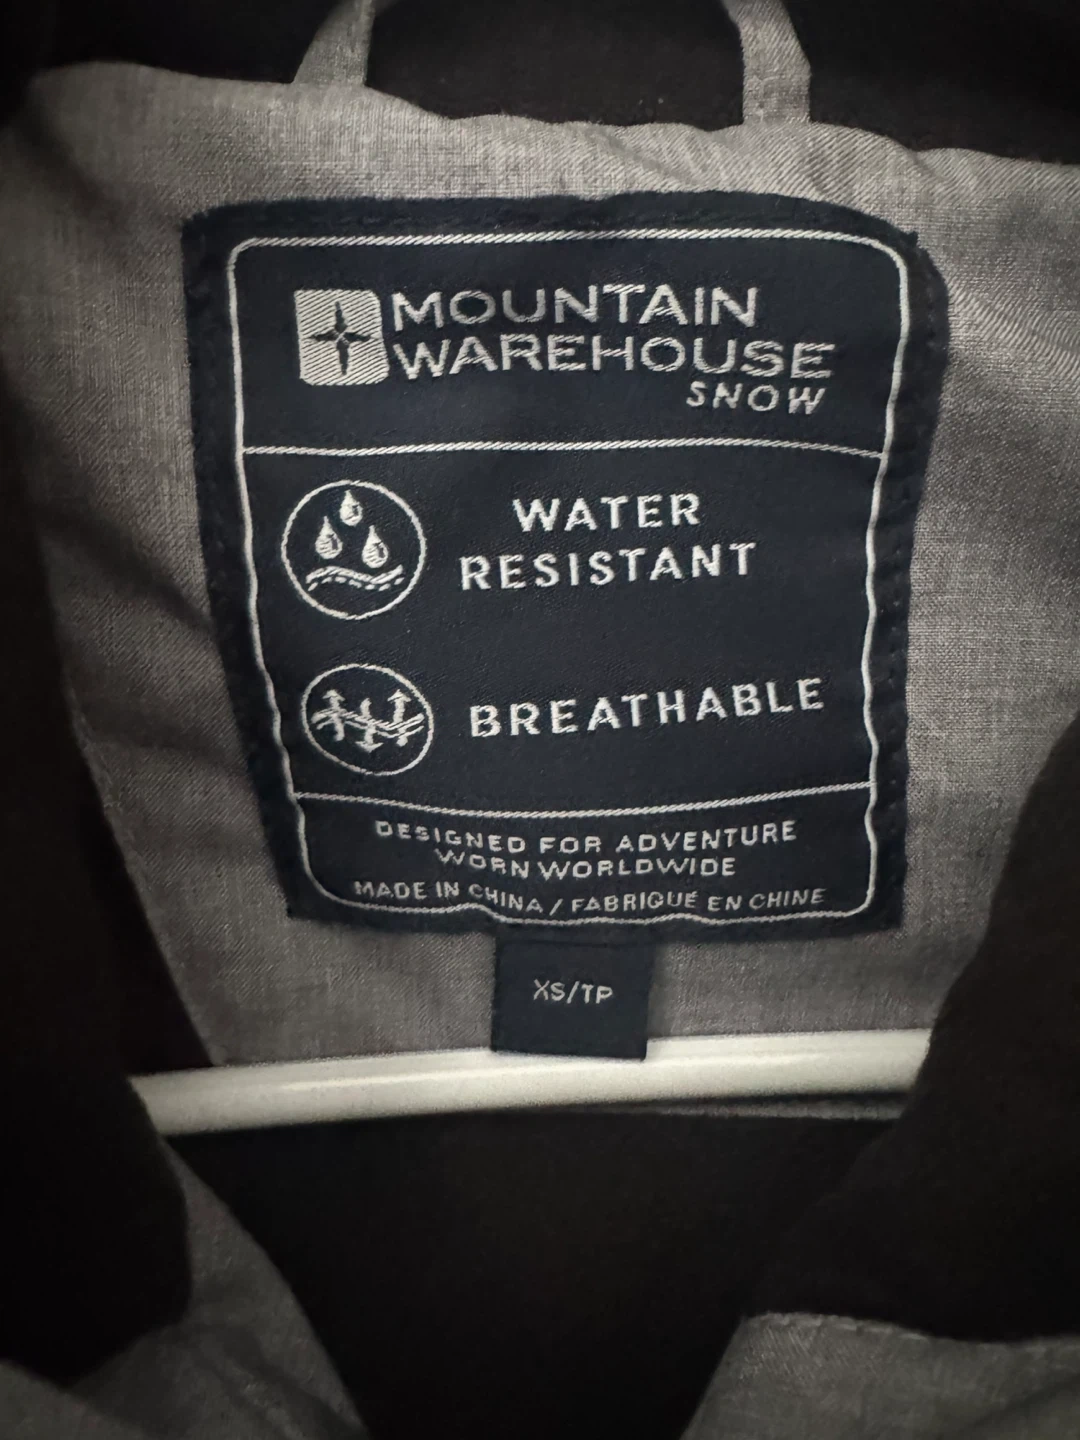 MOUNTAIN
WAREHOUSE
SNOW
WATER
RESISTANT
BREATHABLE
DESIGNED FOR ADVENTURE
WORN WORLDWIDE
MADE IN CHINA / FABRIQUÉ EN CHINE
XS/TP